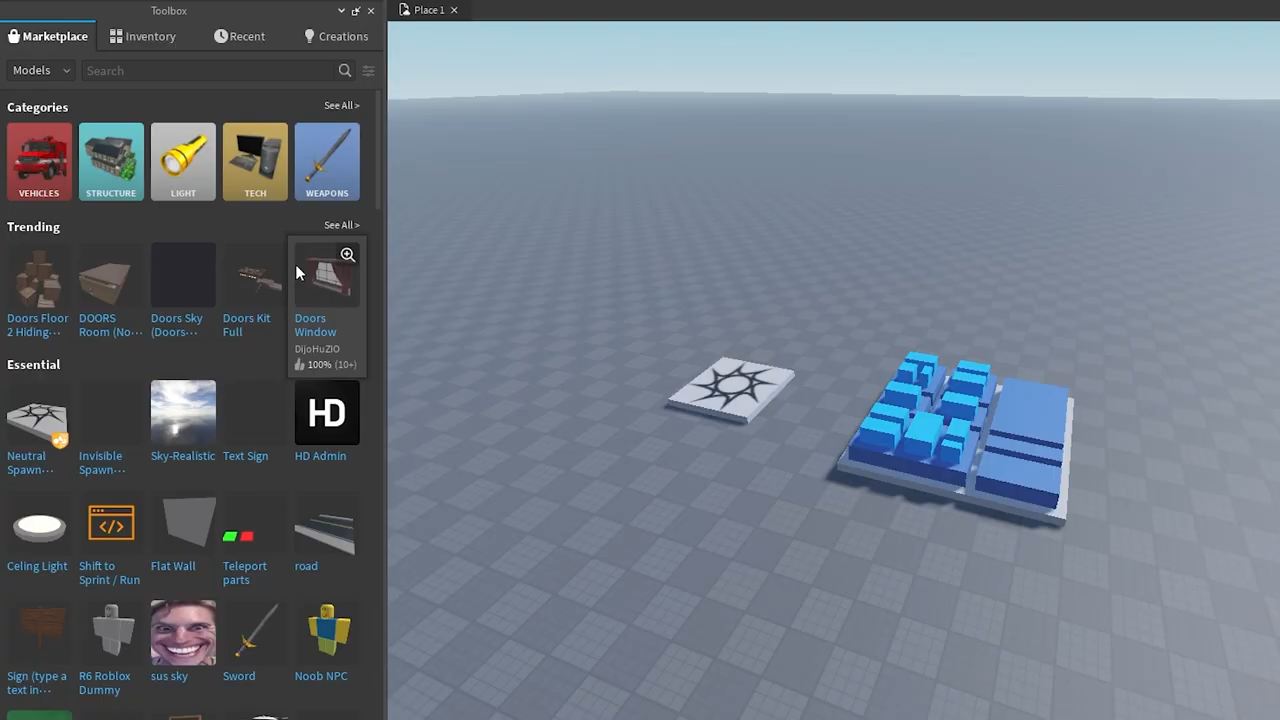 Toolbox
Place 1
Marketplace
Inventory
Recent
Creations
Models
Search
Categories
See All >
VEHICLES
STRUCTURE
LIGHT
TECH
WEAPONS
Trending
See All >
Doors Floor
2 Hiding···
DOORS
Room (No···
Doors Sky
(Doors···
Doors Kit
Full
Doors
Window
DijoHuZIO
100% (10+)
Essential
HD
Neutral
Spawn···
Invisible
Spawn···
Sky-Realistic
Text Sign
HD Admin
</>
Celing Light
Shift to
Sprint / Run
Flat Wall
Teleport
parts
road
Sign (type a
text in···
R6 Roblox
Dummy
sus sky
Sword
Noob NPC